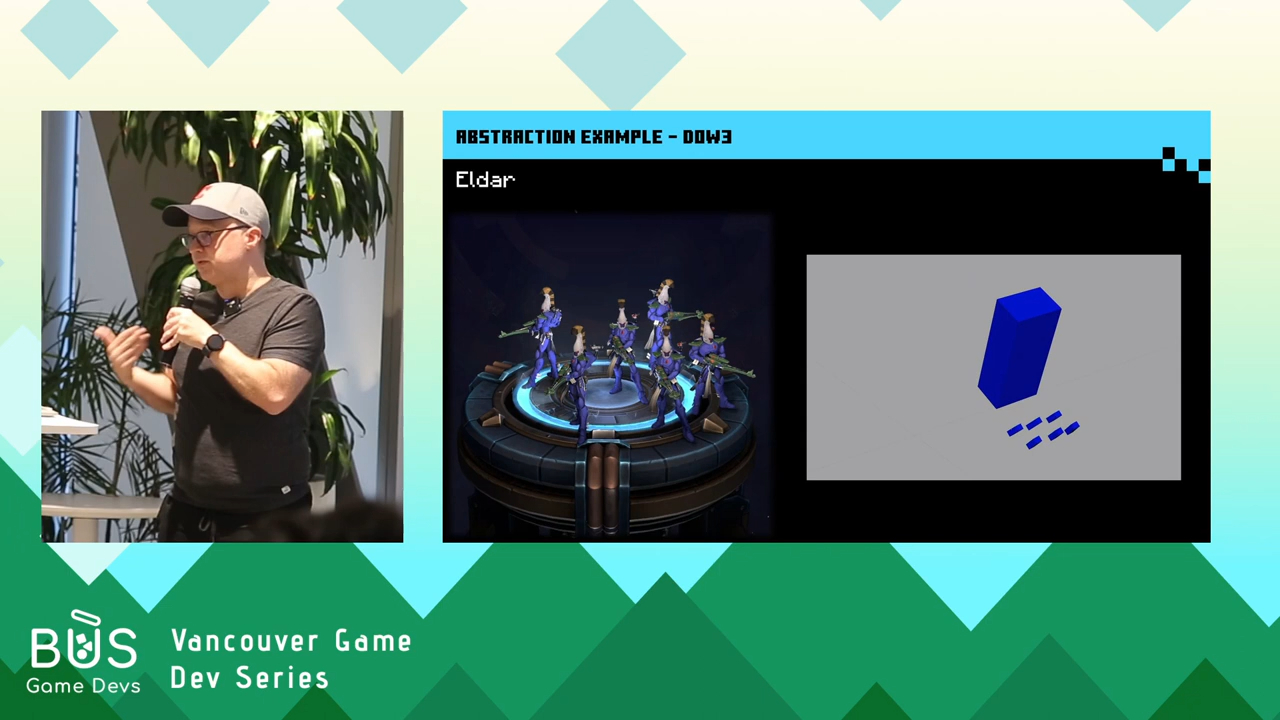 ABSTRACTION EXAMPLE - DOW3
Eldar
BUS
Game Devs
Vancouver Game
Dev Series